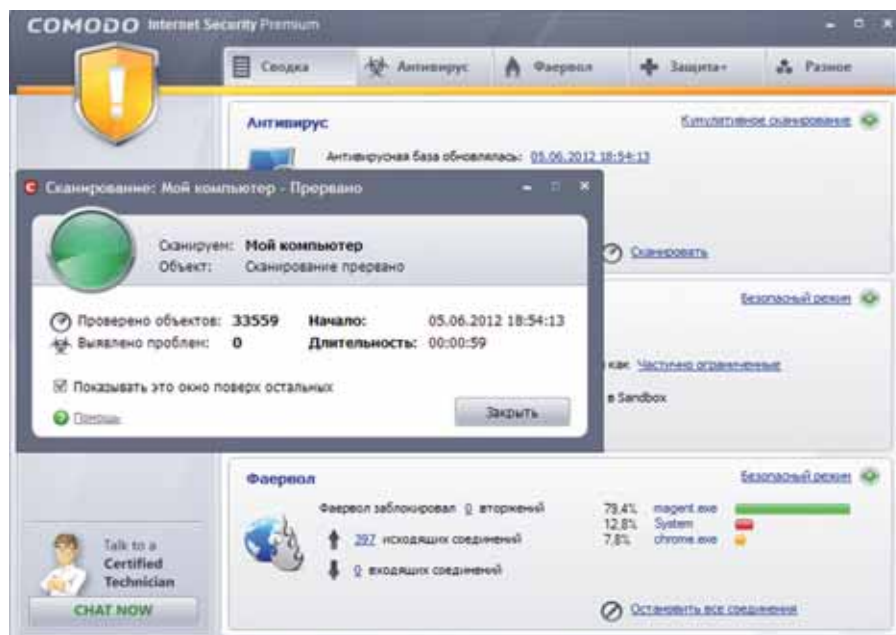 COMODO Internet Security Premium
Сводка
Антивирус
Фаервол
Защита+
Разное
Антивирус
Кумулятивное сканирование
Антивирусная база обновлялась: 05.06.2012 18:54:13
Сканирование: Мой компьютер - Прервано
Сканируем: Мой компьютер
Объект: Сканирование прервано
Проверено объектов: 33559
Начало: 05.06.2012 18:54:13
Выявлено проблем: 0
Длительность: 00:00:59
Показывать это окно поверх остальных
Помощь
Закрыть
Сканировать
Безопасный режим
как Частично ограниченные
в Sandbox
Фаервол
Безопасный режим
Фаервол заблокировал 0 вторжений
297 исходящих соединений
0 входящих соединений
79,4% magent.exe
12,8% System
7,8% chrome.exe
Остановить все соединения
Talk to a
Certified
Technician
CHAT NOW